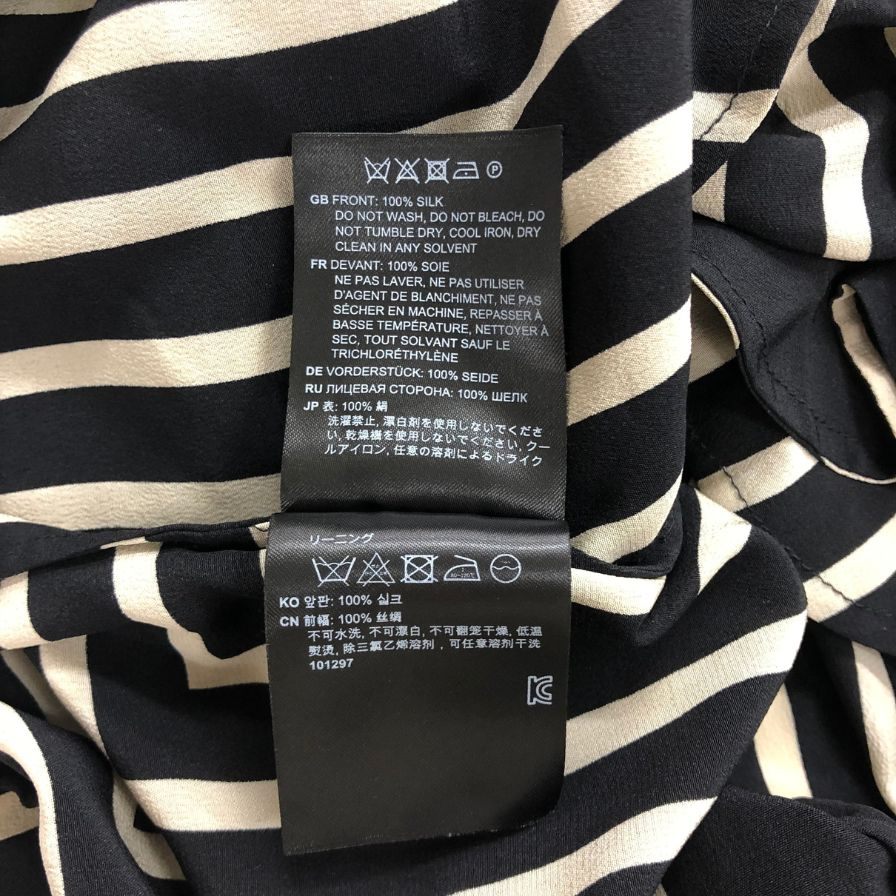 P
GB FRONT: 100% SILK
DO NOT WASH, DO NOT BLEACH, DO
NOT TUMBLE DRY, COOL IRON, DRY
CLEAN IN ANY SOLVENT
FR DEVANT: 100% SOIE
NE PAS LAVER, NE PAS UTILISER
D'AGENT DE BLANCHIMENT, NE PAS
SÉCHER EN MACHINE, REPASSER À
BASSE TEMPÉRATURE, NETTOYER À
SEC, TOUT SOLVANT SAUF LE
TRICHLORÉTHYLÈNE
DE VORDERSTÜCK: 100% SEIDE
RU ЛИЦЕВАЯ СТОРОНА: 100% ШЕЛК
JP 表: 100% 絹
洗濯禁止, 漂白剤を使用しないでくださ
い, 乾燥機を使用しないでください, クー
ルアイロン, 任意の溶剤によるドライク
リーニング
KO 앞판: 100% 실크
CN 前幅: 100% 丝绸
不可水洗, 不可漂白, 不可翻笼干燥, 低温
熨烫, 除三氯乙烯溶剂, 可任意溶剂干洗
101297